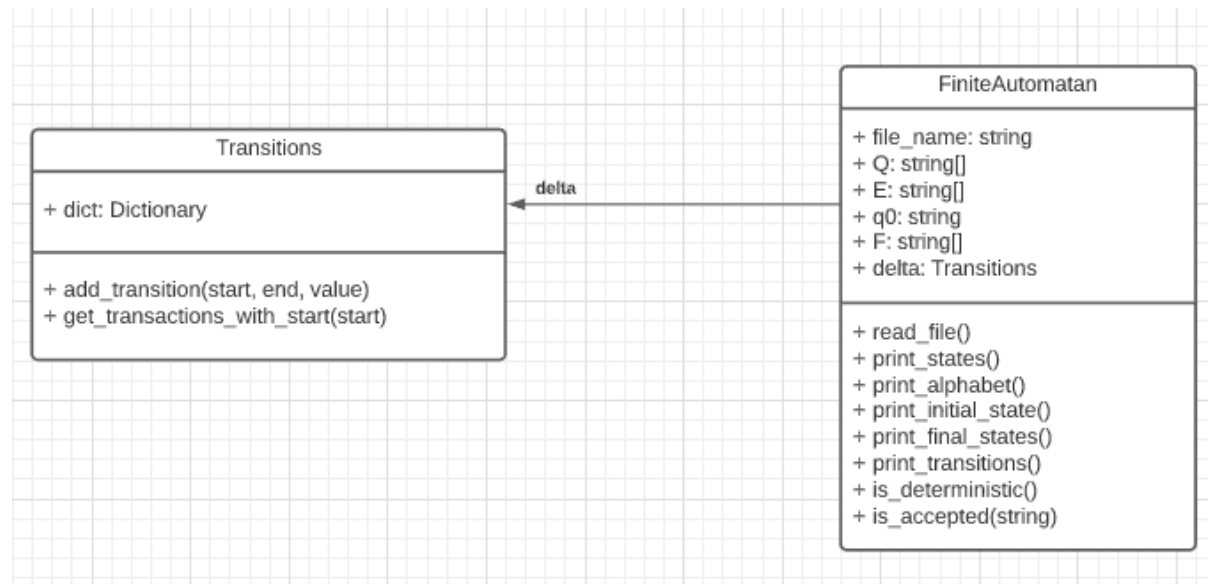 Transitions
+ dict: Dictionary
+ add_transition(start, end, value)
+ get_transactions_with_start(start)
delta
FiniteAutomatan
+ file_name: string
+ Q: string[]
+ E: string[]
+ q0: string
+ F: string[]
+ delta: Transitions
+ read_file()
+ print_states()
+ print_alphabet()
+ print_initial_state()
+ print_final_states()
+ print_transitions()
+ is_deterministic()
+ is_accepted(string)